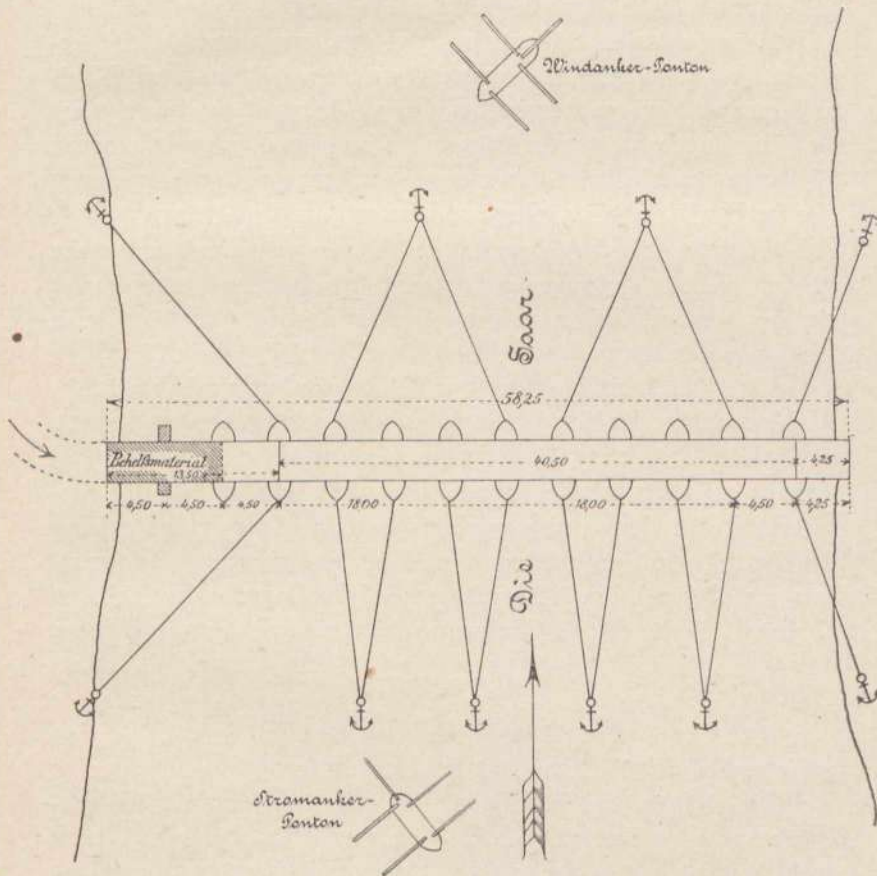 Windanker-Ponton
Die Saar
58,25
Behelfsmaterial
13,50
40,50
4,25
4,50
4,50
4,50
18,00
18,00
4,50
4,25
Stromanker-
Ponton